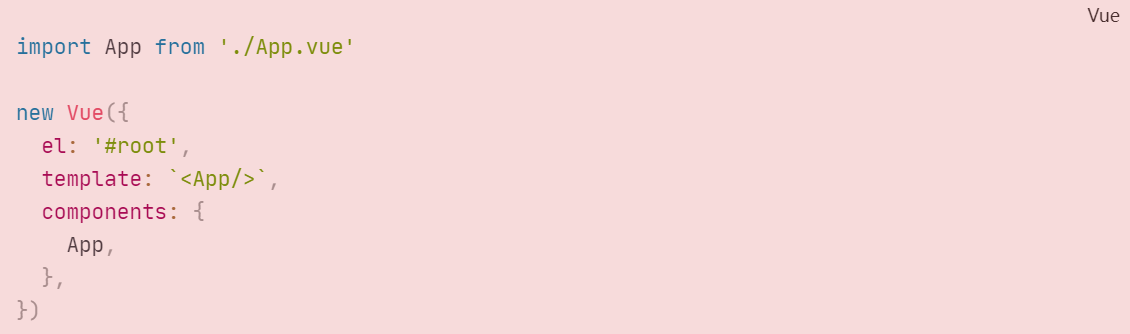 Vue
import App from './App.vue'

new Vue({
  el: '#root',
  template: `<App/>`,
  components: {
    App,
  },
})